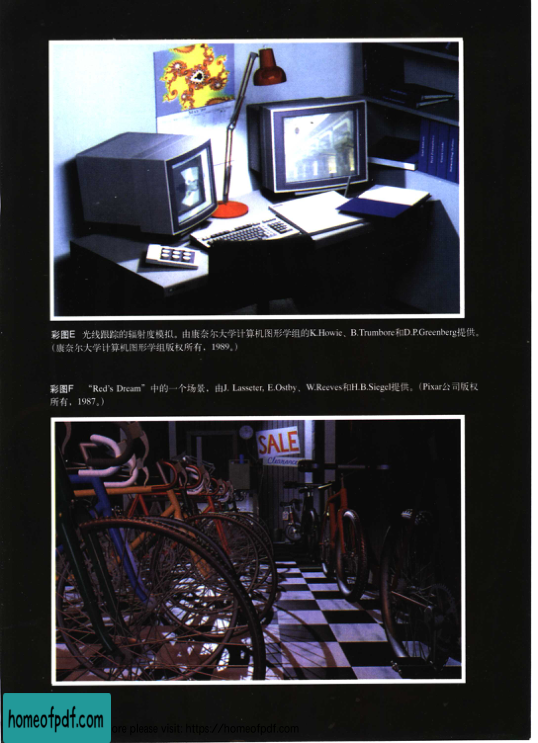 SALE
Clearance
彩图E 光线跟踪的辐射度模拟。由康奈尔大学计算机图形学组的K.Howie、B.Trumbore和D.P.Greenberg提供。
(康奈尔大学计算机图形学组版权所有，1989。)
彩图F “Red's Dream”中的一个场景，由J. Lasseter, E.Ostby、W.Reeves和H.B.Siegel提供。(Pixar公司版权
所有，1987。)
homeofpdf.com
please visit: https://homeofpdf.com